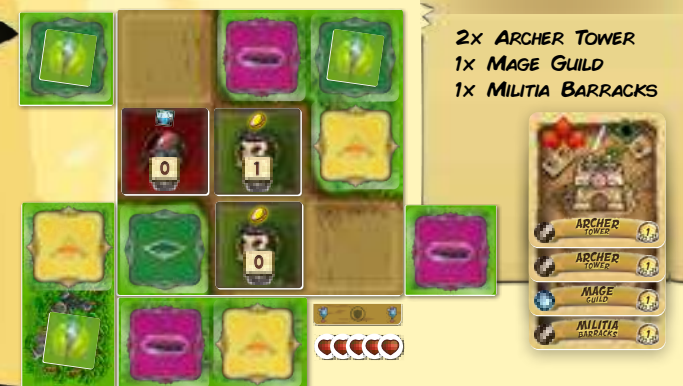 2x Archer Tower
1x Mage Guild
1x Militia Barracks
0
1
0
ARCHER
TOWER
1
ARCHER
TOWER
1
MAGE
GUILD
1
MILITIA
BARRACKS
1